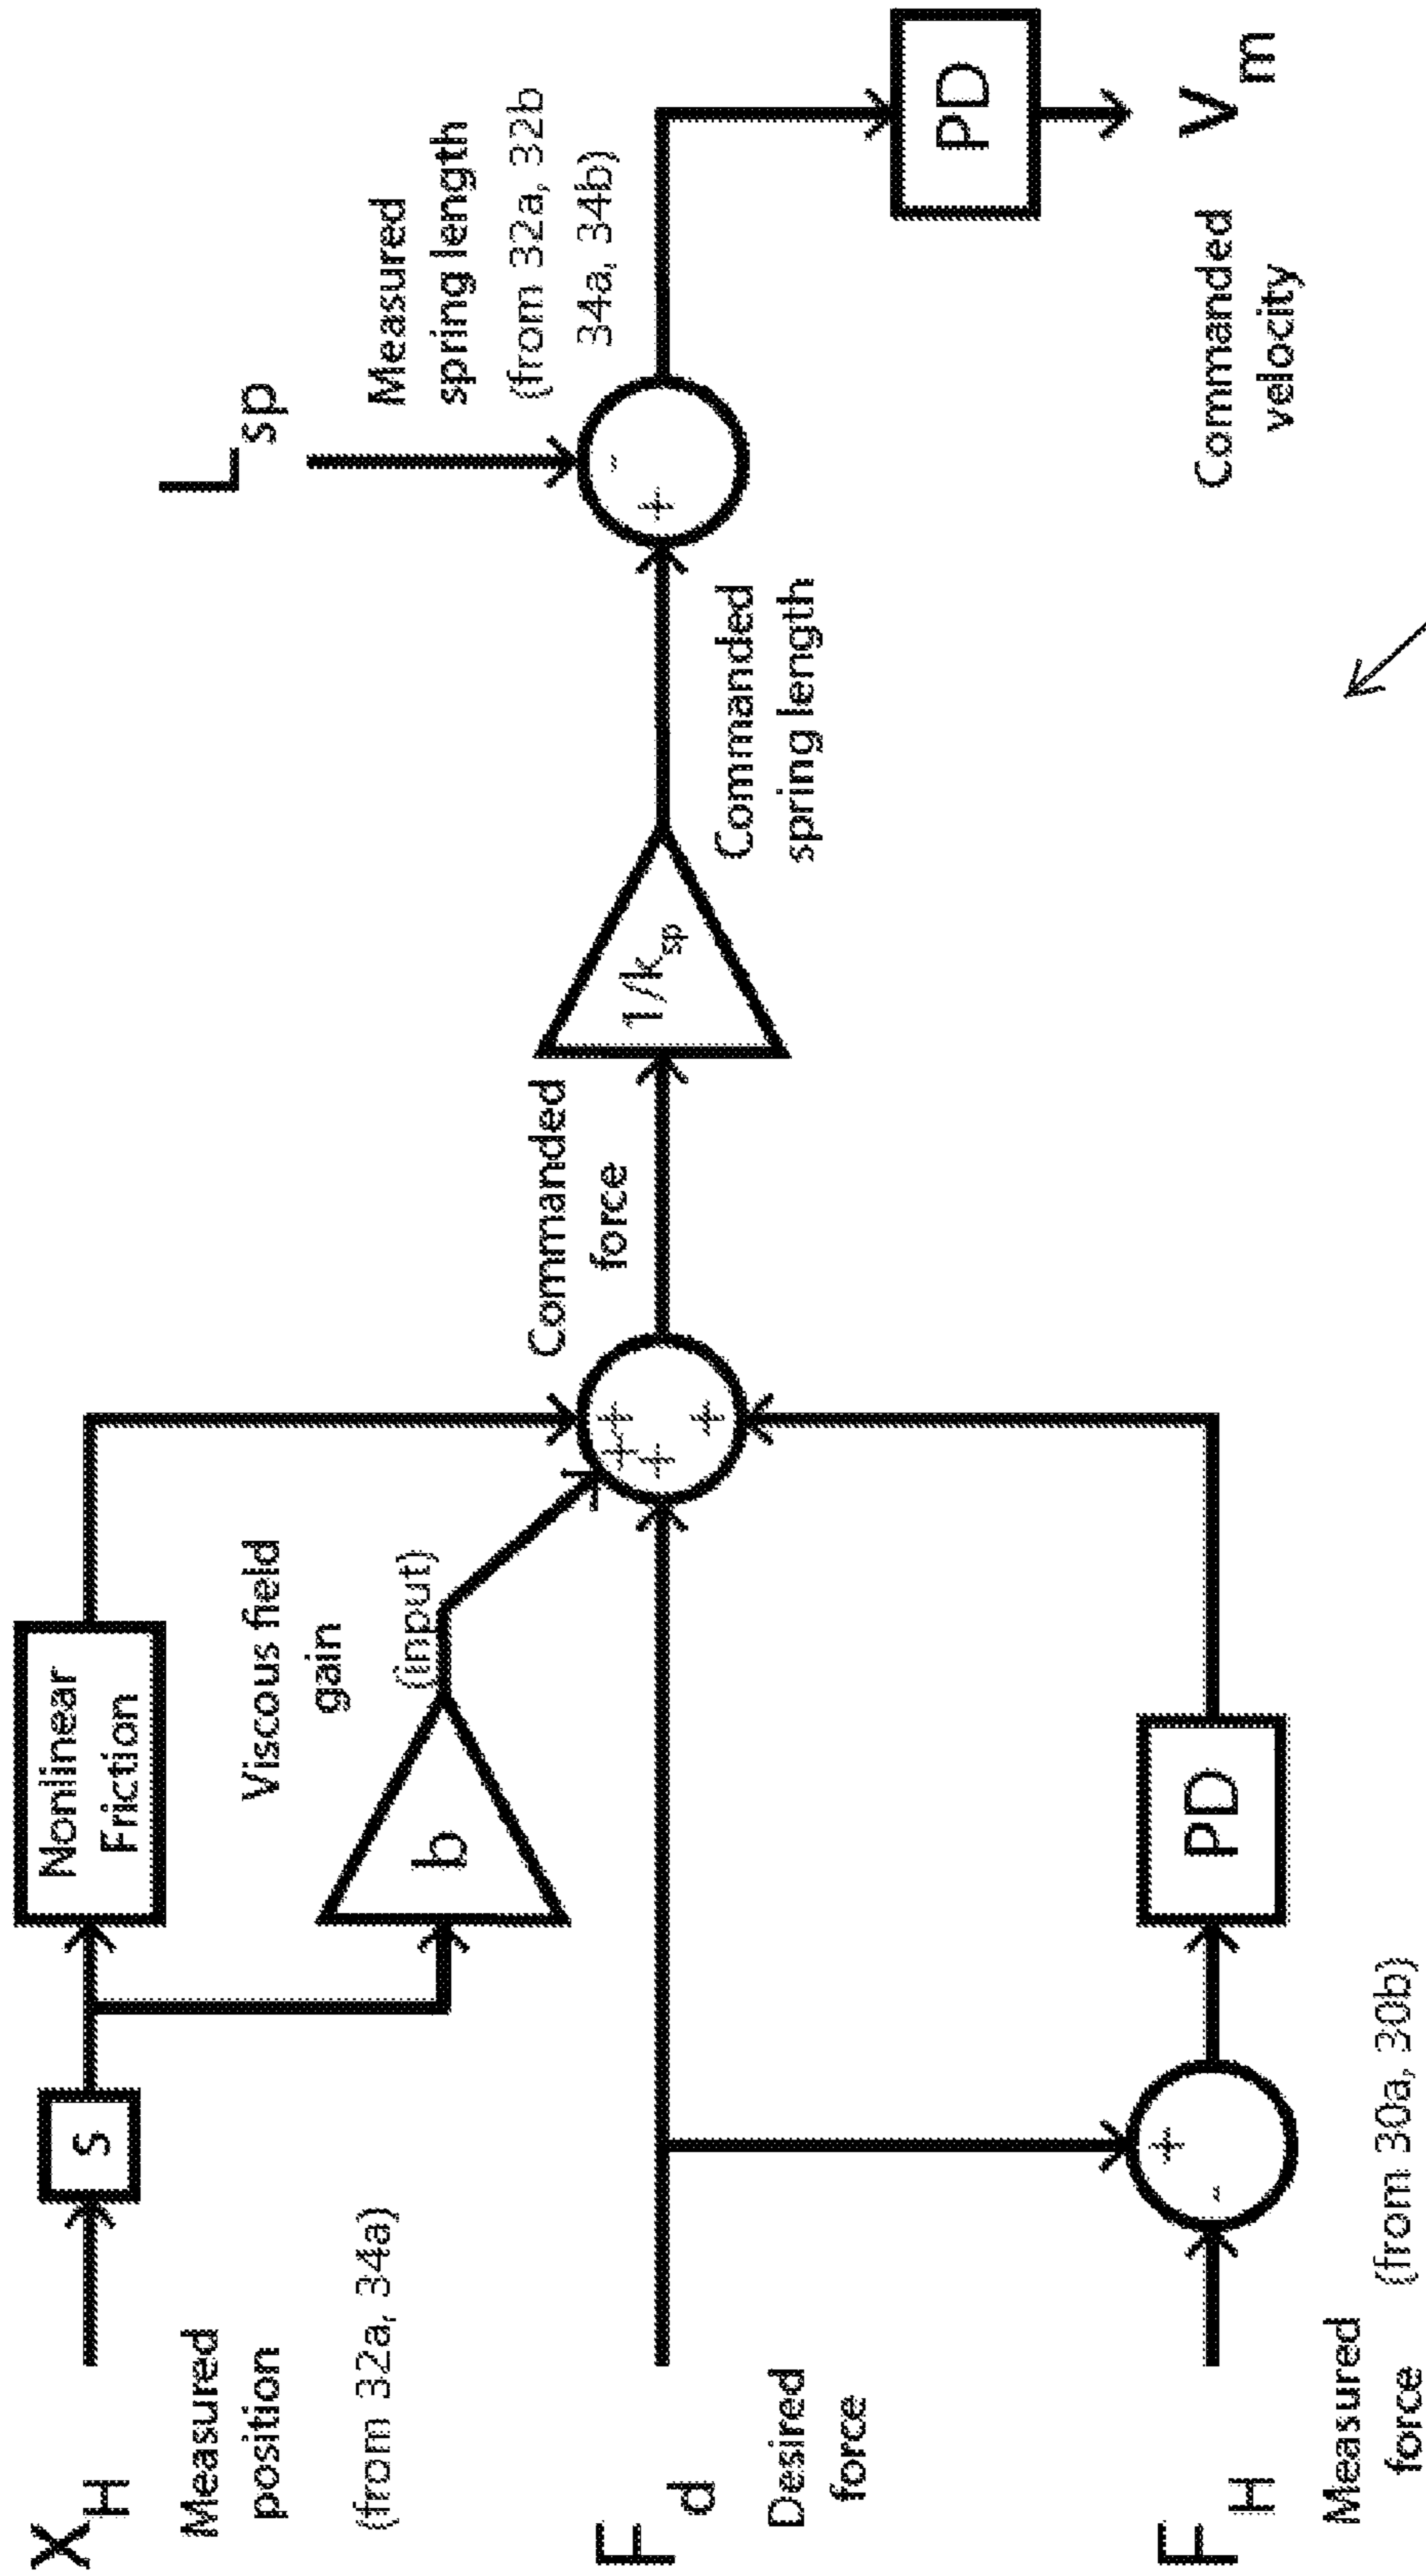 X_H
Measured
position
(from 32a, 34a)
s
Nonlinear
Friction
b
Viscous field
gain
(input)
F_d
Desired
force
F_H
Measured
force
(from 30a, 30b)
+
-
PD
+
+
+
+
Commanded
force
1/k_sp
Commanded
spring length
+
-
L_sp
Measured
spring length
(from 32a, 32b
34a, 34b)
PD
V_m
Commanded
velocity